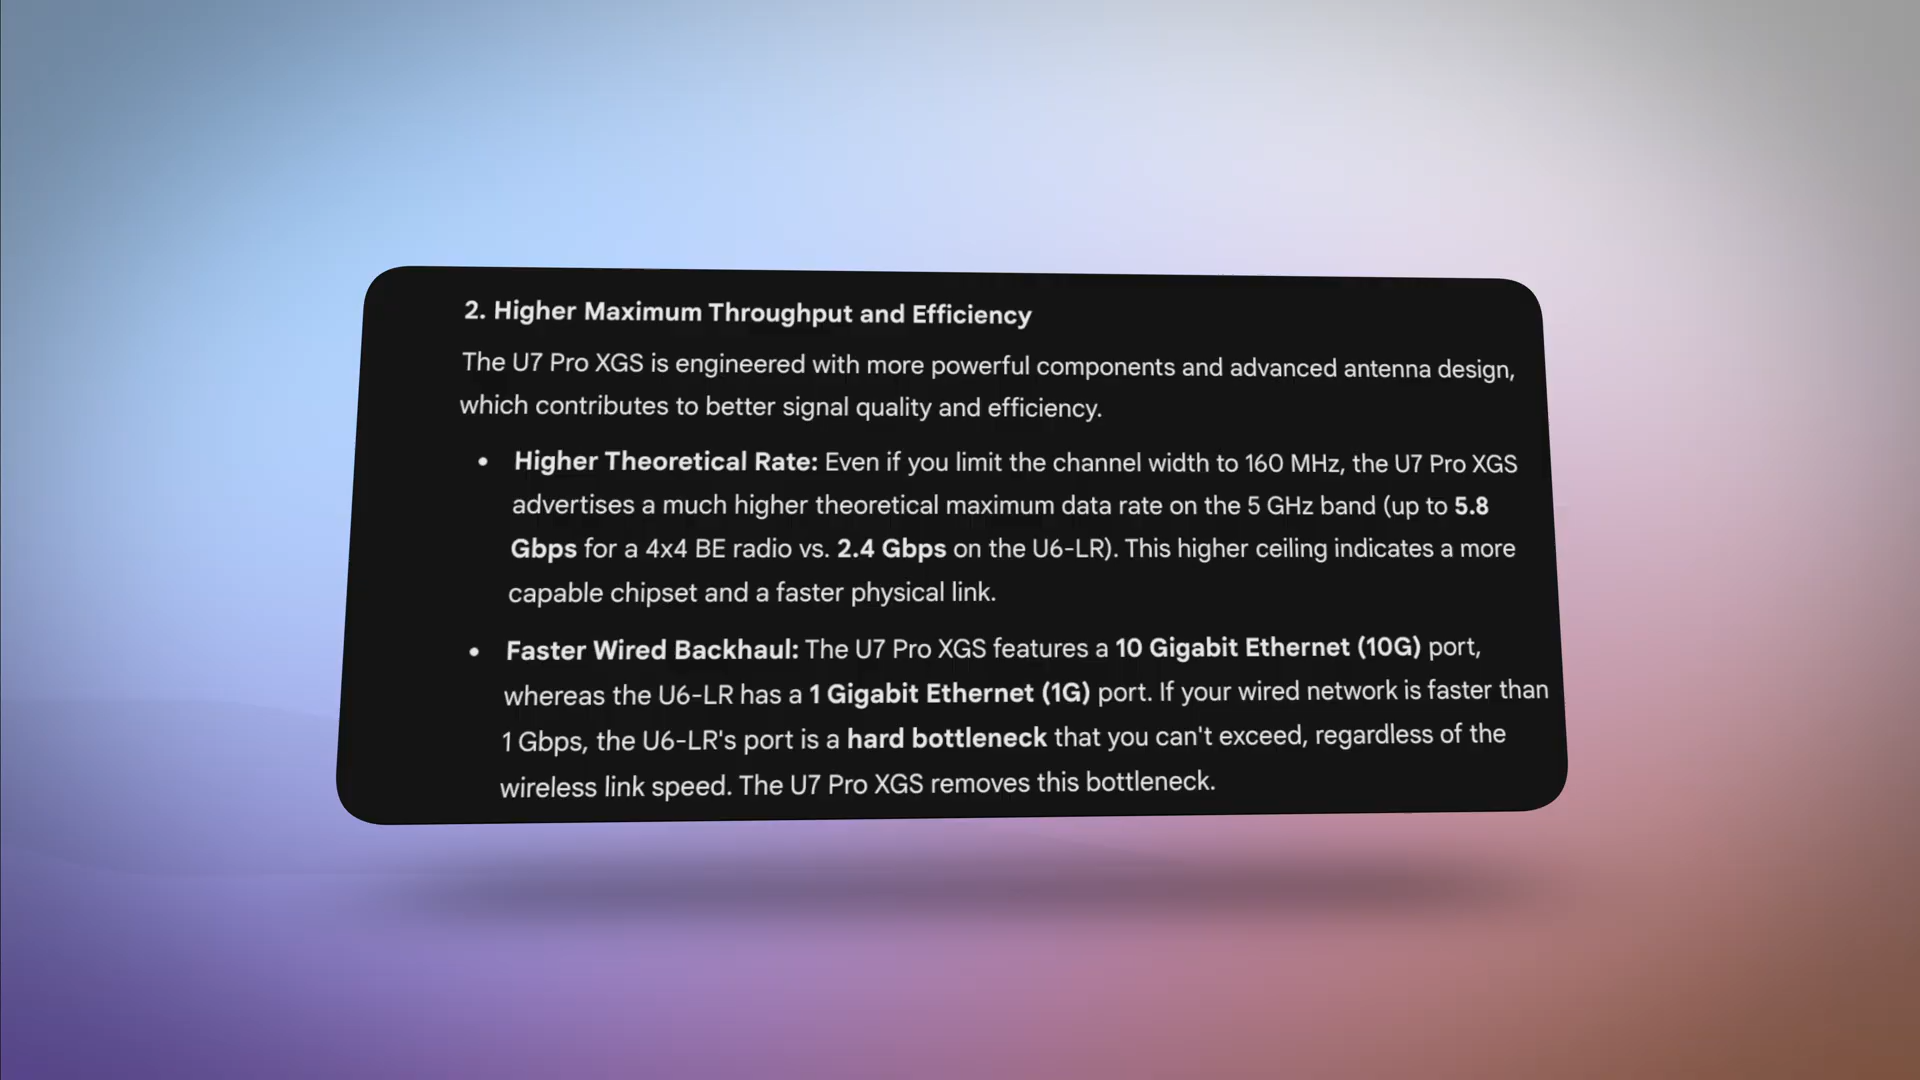 2. Higher Maximum Throughput and Efficiency
The U7 Pro XGS is engineered with more powerful components and advanced antenna design,
which contributes to better signal quality and efficiency.
• Higher Theoretical Rate: Even if you limit the channel width to 160 MHz, the U7 Pro XGS
advertises a much higher theoretical maximum data rate on the 5 GHz band (up to 5.8
Gbps for a 4x4 BE radio vs. 2.4 Gbps on the U6-LR). This higher ceiling indicates a more
capable chipset and a faster physical link.
• Faster Wired Backhaul: The U7 Pro XGS features a 10 Gigabit Ethernet (10G) port,
whereas the U6-LR has a 1 Gigabit Ethernet (1G) port. If your wired network is faster than
1 Gbps, the U6-LR's port is a hard bottleneck that you can't exceed, regardless of the
wireless link speed. The U7 Pro XGS removes this bottleneck.